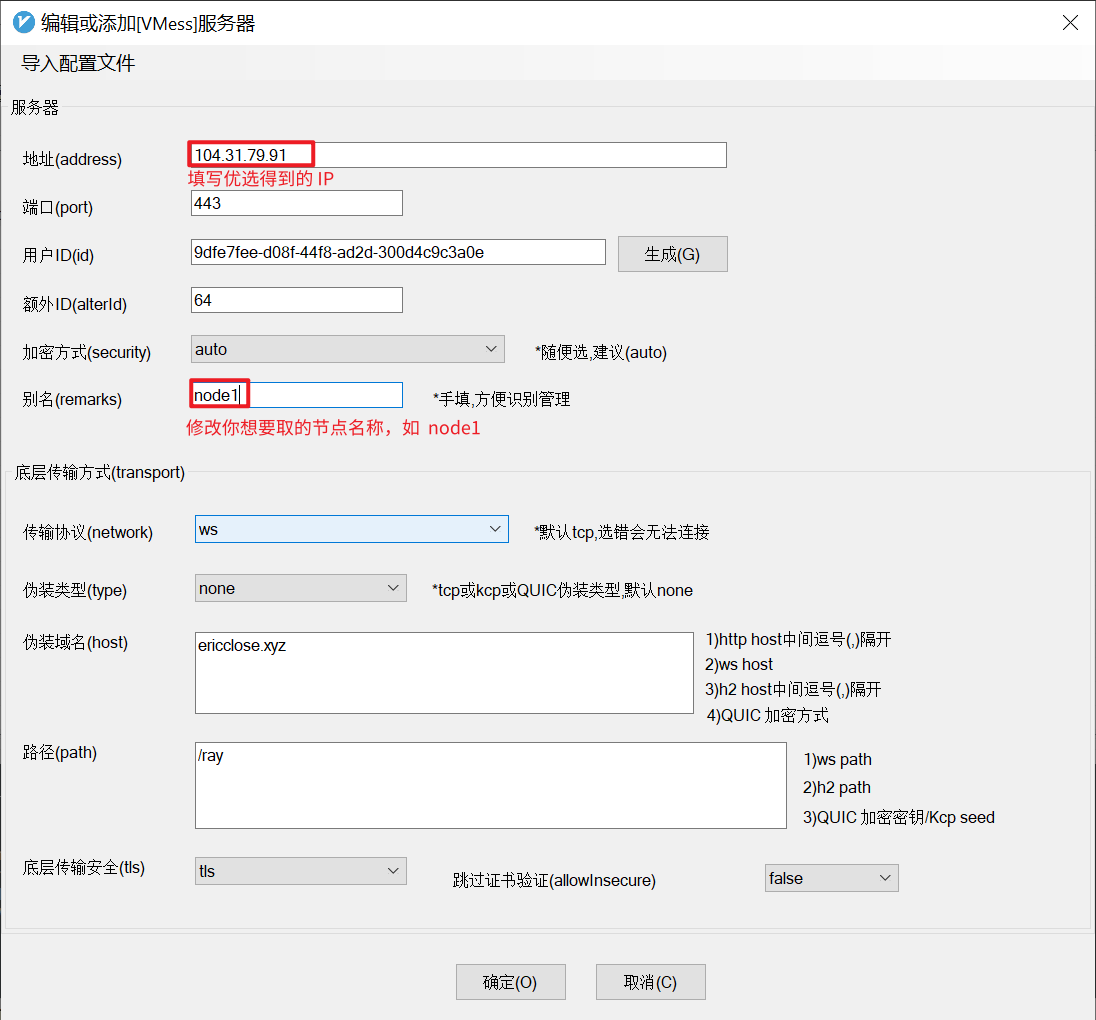 编辑或添加[VMess]服务器
导入配置文件
服务器
地址(address)
104.31.79.91
填写优选得到的 IP
端口(port)
443
用户ID(id)
9dfe7fee-d08f-44f8-ad2d-300d4c9c3a0e
生成(G)
额外ID(alterId)
64
加密方式(security)
auto
*随便选,建议(auto)
别名(remarks)
node1
*手填,方便识别管理
修改你想要取的节点名称，如 node1
底层传输方式(transport)
传输协议(network)
ws
*默认tcp,选错会无法连接
伪装类型(type)
none
*tcp或kcp或QUIC伪装类型,默认none
伪装域名(host)
ericclose.xyz
1)http host中间逗号(,)隔开
2)ws host
3)h2 host中间逗号(,)隔开
4)QUIC 加密方式
路径(path)
/ray
1)ws path
2)h2 path
3)QUIC 加密密钥/Kcp seed
底层传输安全(tls)
tls
跳过证书验证(allowInsecure)
false
确定(O)
取消(C)